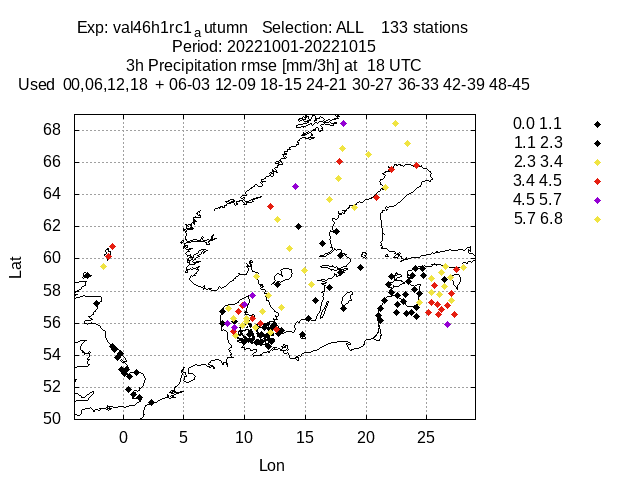 Exp: val46h1rc1 a utumn   Selection: ALL    133 stations
Period: 20221001-20221015
3h Precipitation rmse [mm/3h] at  18 UTC
Used  00,06,12,18  + 06-03 12-09 18-15 24-21 30-27 36-33 42-39 48-45
0.0 1.1
1.1 2.3
2.3 3.4
3.4 4.5
4.5 5.7
5.7 6.8
Lat
68
66
64
62
60
58
56
54
52
50
0 5 10 15 20 25
Lon